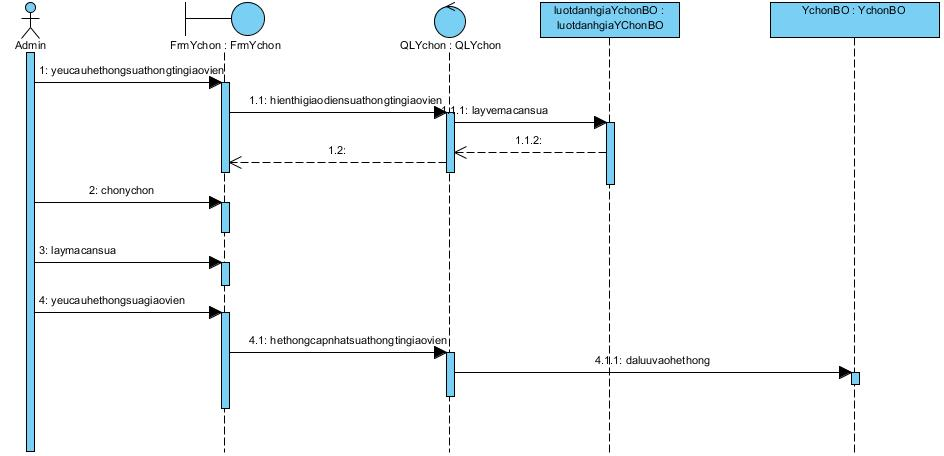 luotdanhgiaYChonBO :
luotdanhgiaYChonBO
YchonBO : YchonBO
Admin
FrmYchon : FrmYchon
QLYchon : QLYchon
1: yeucauhethongsuathongtingiaovien
1.1: hienthigiaodiensuathongtingiaovien
1.1.1: layvemacansua
1.1.2:
1.2:
2: chonychon
3: laymacansua
4: yeucauhethongsuagiaovien
4.1: hethongcapnhatsuathongtingiaovien
4.1.1: daluuvaohethong